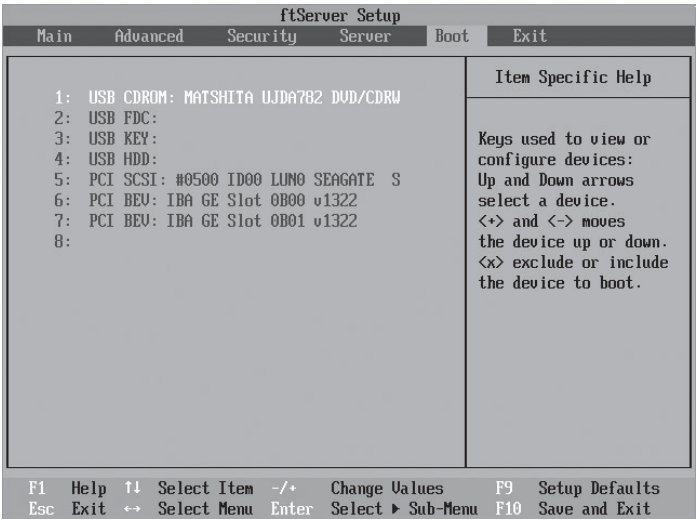 ftServer Setup
Main Advanced Security Server Boot Exit
1: USB CDROM: MATSHITA UJDA782 DVD/CDRW
2: USB FDC:
3: USB KEY:
4: USB HDD:
5: PCI SCSI: #0500 ID00 LUN0 SEAGATE S
6: PCI BEV: IBA GE Slot 0B00 v1322
7: PCI BEV: IBA GE Slot 0B01 v1322
8:
Item Specific Help
Keys used to view or
configure devices:
Up and Down arrows
select a device.
<+> and <-> moves
the device up or down.
<x> exclude or include
the device to boot.
F1 Help ↑↓ Select Item -/+ Change Values F9 Setup Defaults
Esc Exit ↔ Select Menu Enter Select ▶ Sub-Menu F10 Save and Exit